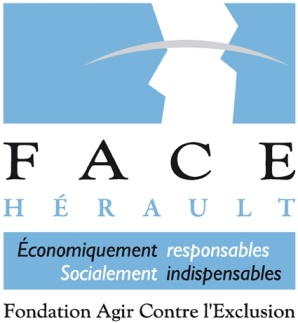 FACE
HÉRAULT
Économiquement responsables
Socialement indispensables
Fondation Agir Contre l'Exclusion